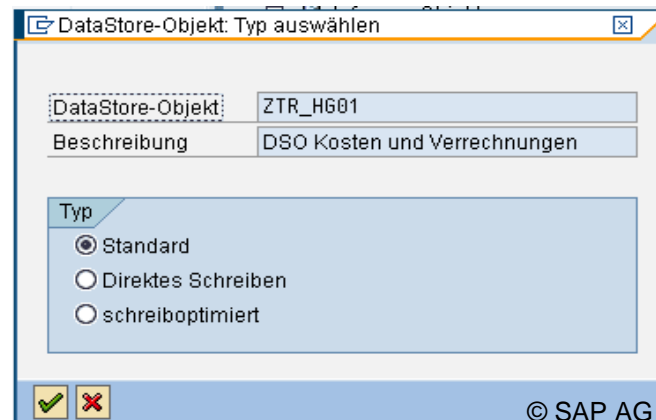 DataStore-Objekt: Typ auswählen
DataStore-Objekt ZTR_HG01
Beschreibung DSO Kosten und Verrechnungen
Typ
Standard
Direktes Schreiben
schreiboptimiert
© SAP AG